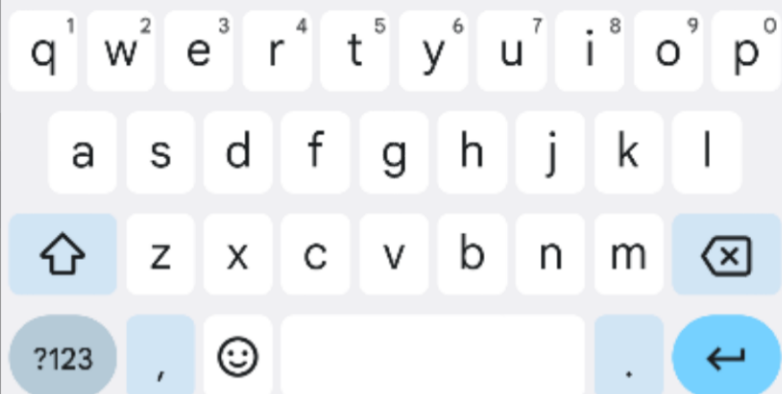 q1 w2 e3 r4 t5 y6 u7 i8 o9 p0
a s d f g h j k l
z x c v b n m
?123 , .